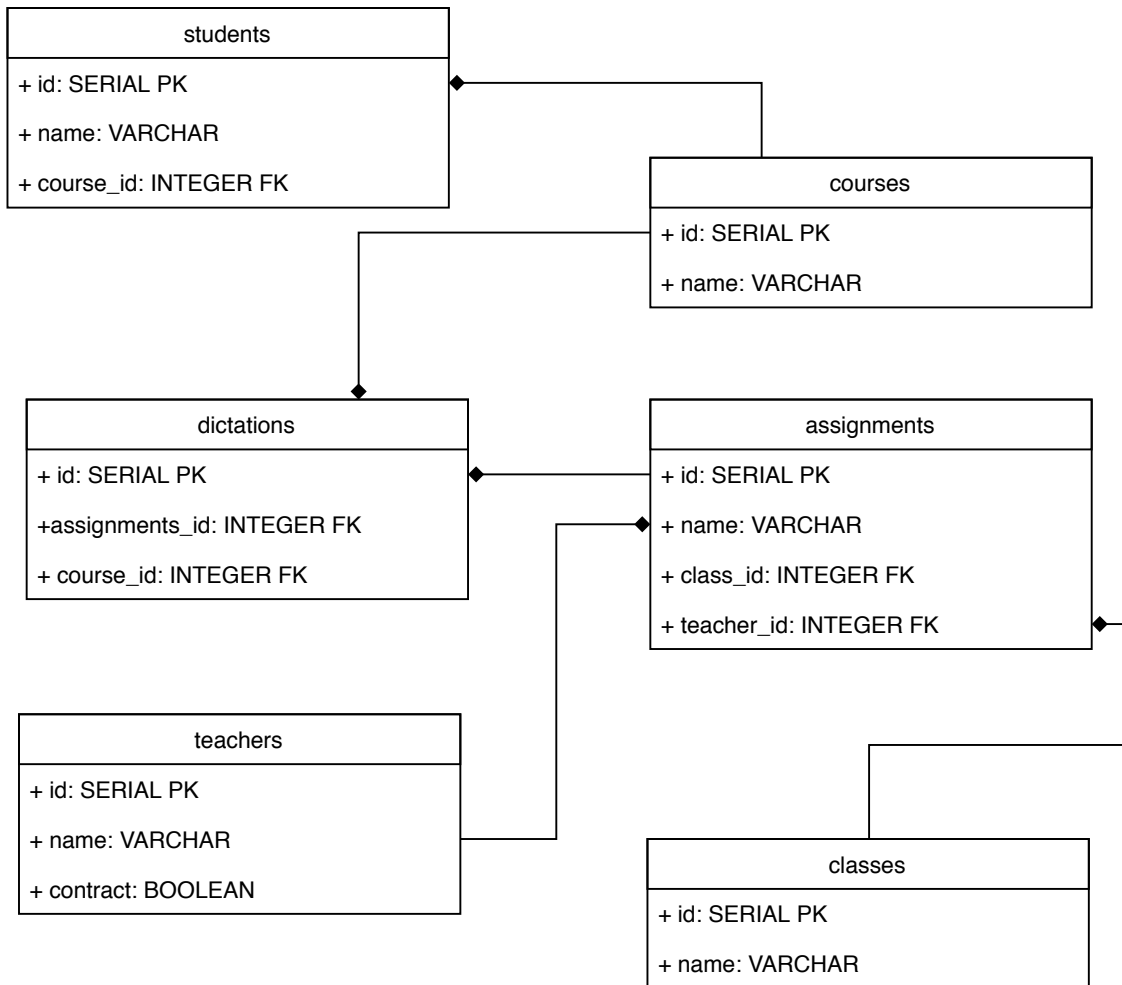 students
+ id: SERIAL PK
+ name: VARCHAR
+ course_id: INTEGER FK
courses
+ id: SERIAL PK
+ name: VARCHAR
dictations
+ id: SERIAL PK
+assignments_id: INTEGER FK
+ course_id: INTEGER FK
assignments
+ id: SERIAL PK
+ name: VARCHAR
+ class_id: INTEGER FK
+ teacher_id: INTEGER FK
teachers
+ id: SERIAL PK
+ name: VARCHAR
+ contract: BOOLEAN
classes
+ id: SERIAL PK
+ name: VARCHAR